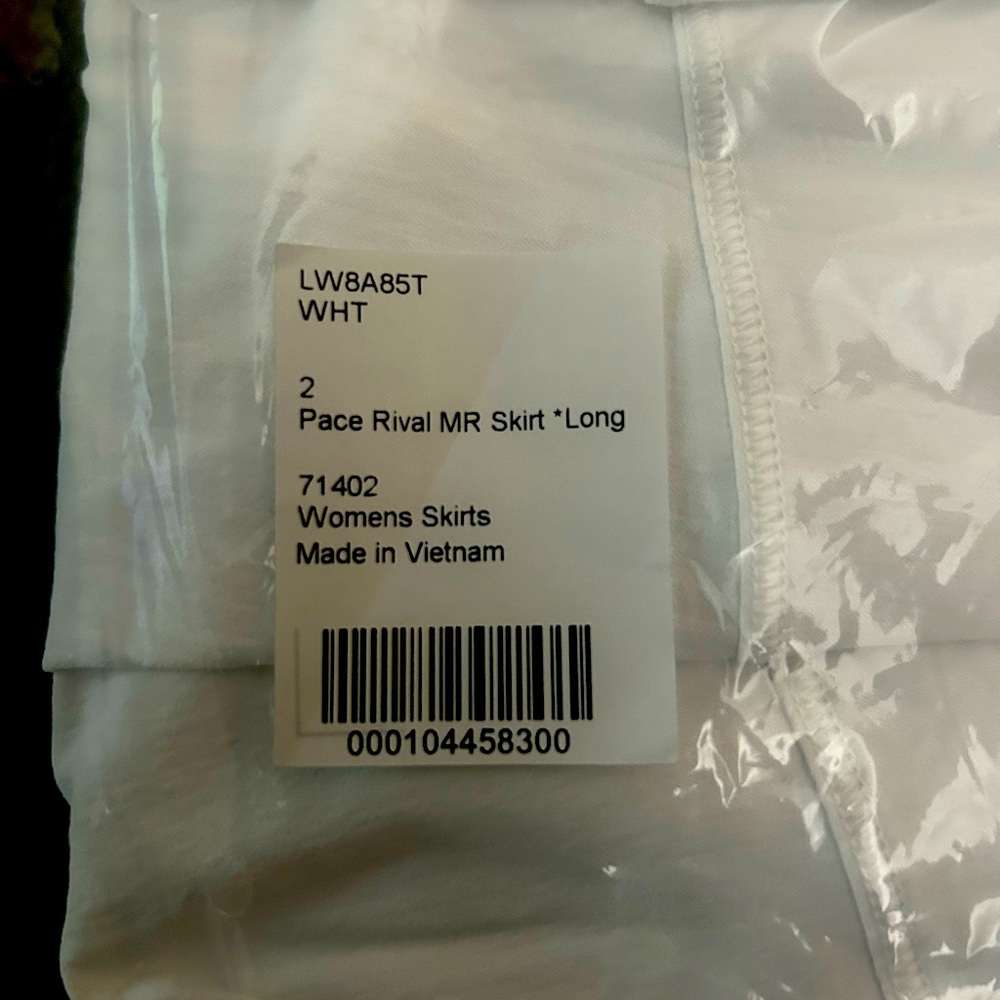 LW8A85T
WHT
2
Pace Rival MR Skirt *Long
71402
Womens Skirts
Made in Vietnam
000104458300